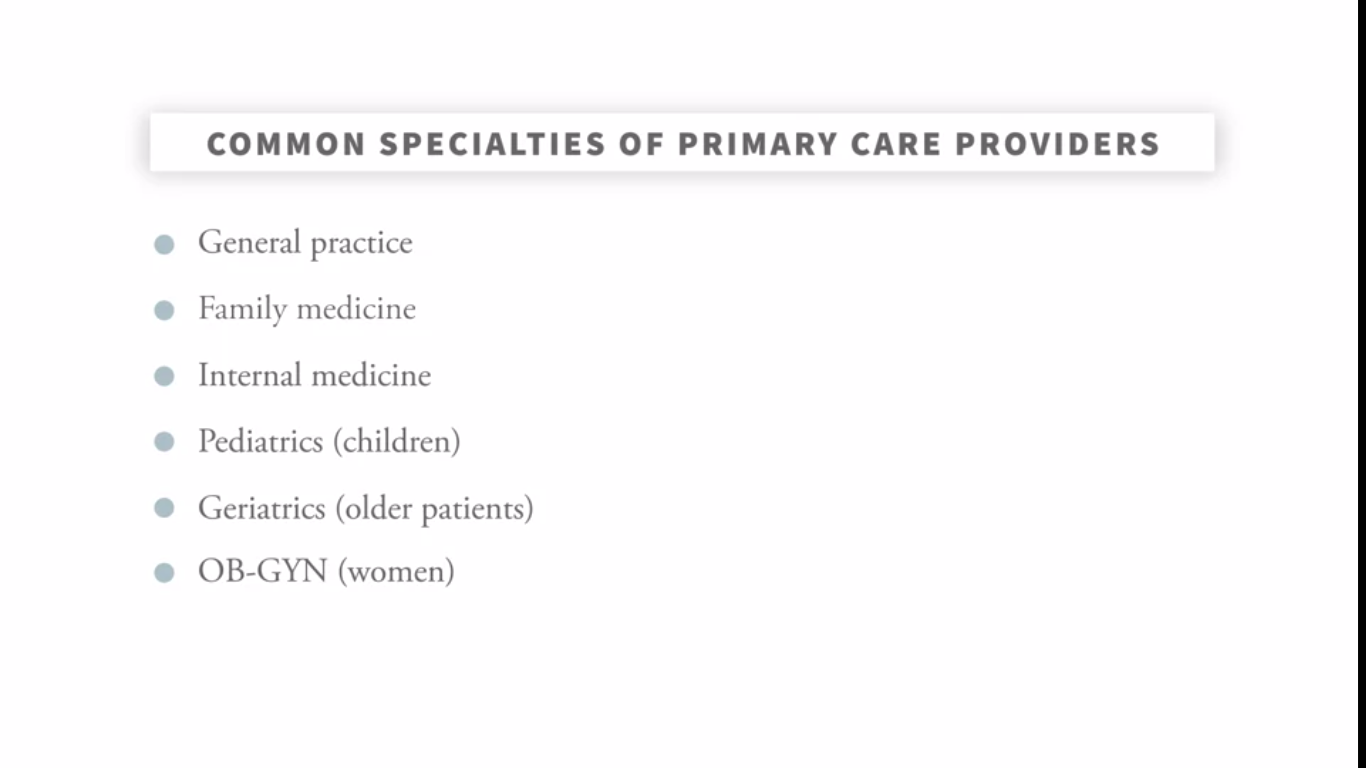 COMMON SPECIALTIES OF PRIMARY CARE PROVIDERS
General practice
Family medicine
Internal medicine
Pediatrics (children)
Geriatrics (older patients)
OB-GYN (women)